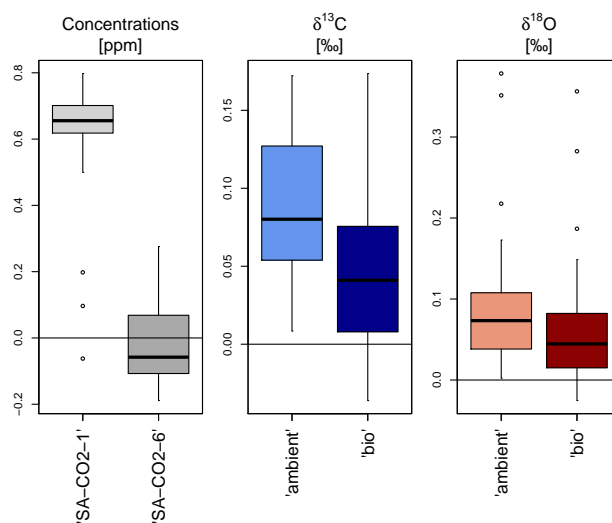 Concentrations
[ppm]
δ¹³C
[‰]
δ¹⁸O
[‰]
0.8
0.6
0.4
0.2
0.0
−0.2
0.15
0.10
0.05
0.00
0.3
0.2
0.1
0.0
'SA−CO2−1'
'SA−CO2−6'
'ambient'
'bio'
'ambient'
'bio'